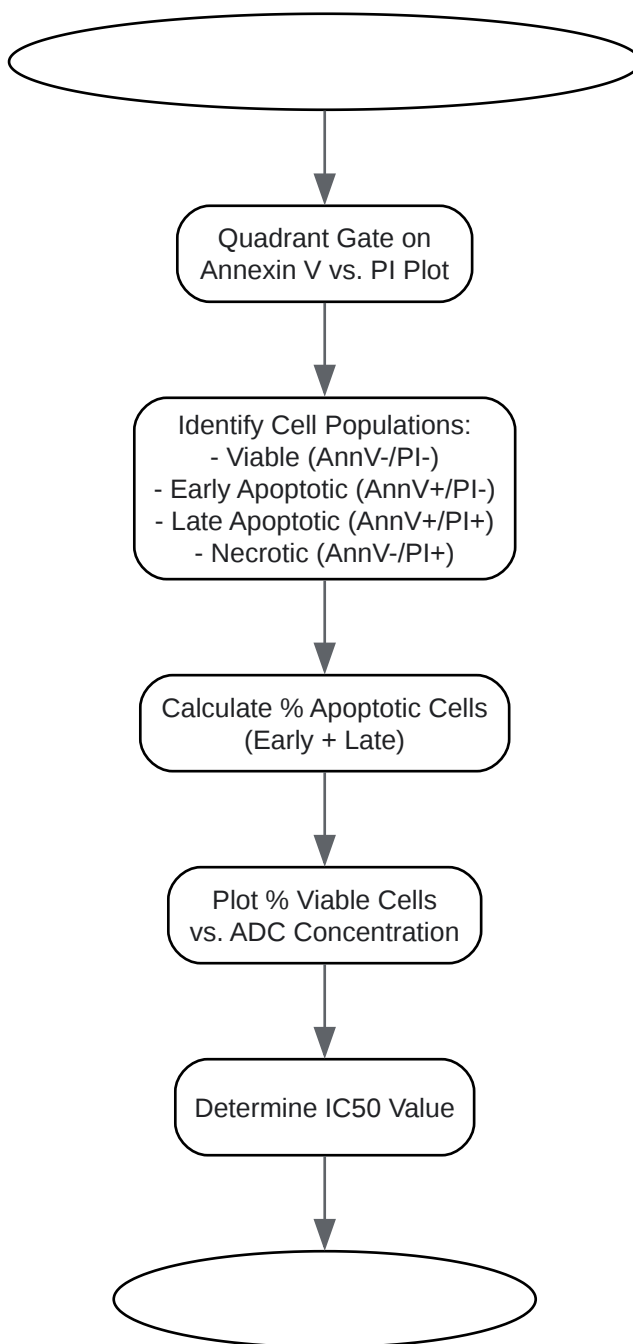 Quadrant Gate on
Annexin V vs. PI Plot
Identify Cell Populations:
- Viable (AnnV-/PI-)
- Early Apoptotic (AnnV+/PI-)
- Late Apoptotic (AnnV+/PI+)
- Necrotic (AnnV-/PI+)
Calculate % Apoptotic Cells
(Early + Late)
Plot % Viable Cells
vs. ADC Concentration
Determine IC50 Value